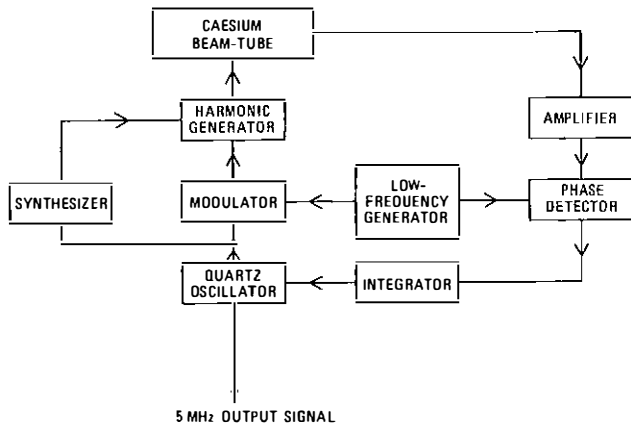 CAESIUM
BEAM-TUBE
HARMONIC
GENERATOR
AMPLIFIER
SYNTHESIZER
MODULATOR
LOW-
FREQUENCY
GENERATOR
PHASE
DETECTOR
QUARTZ
OSCILLATOR
INTEGRATOR
5 MHz OUTPUT SIGNAL